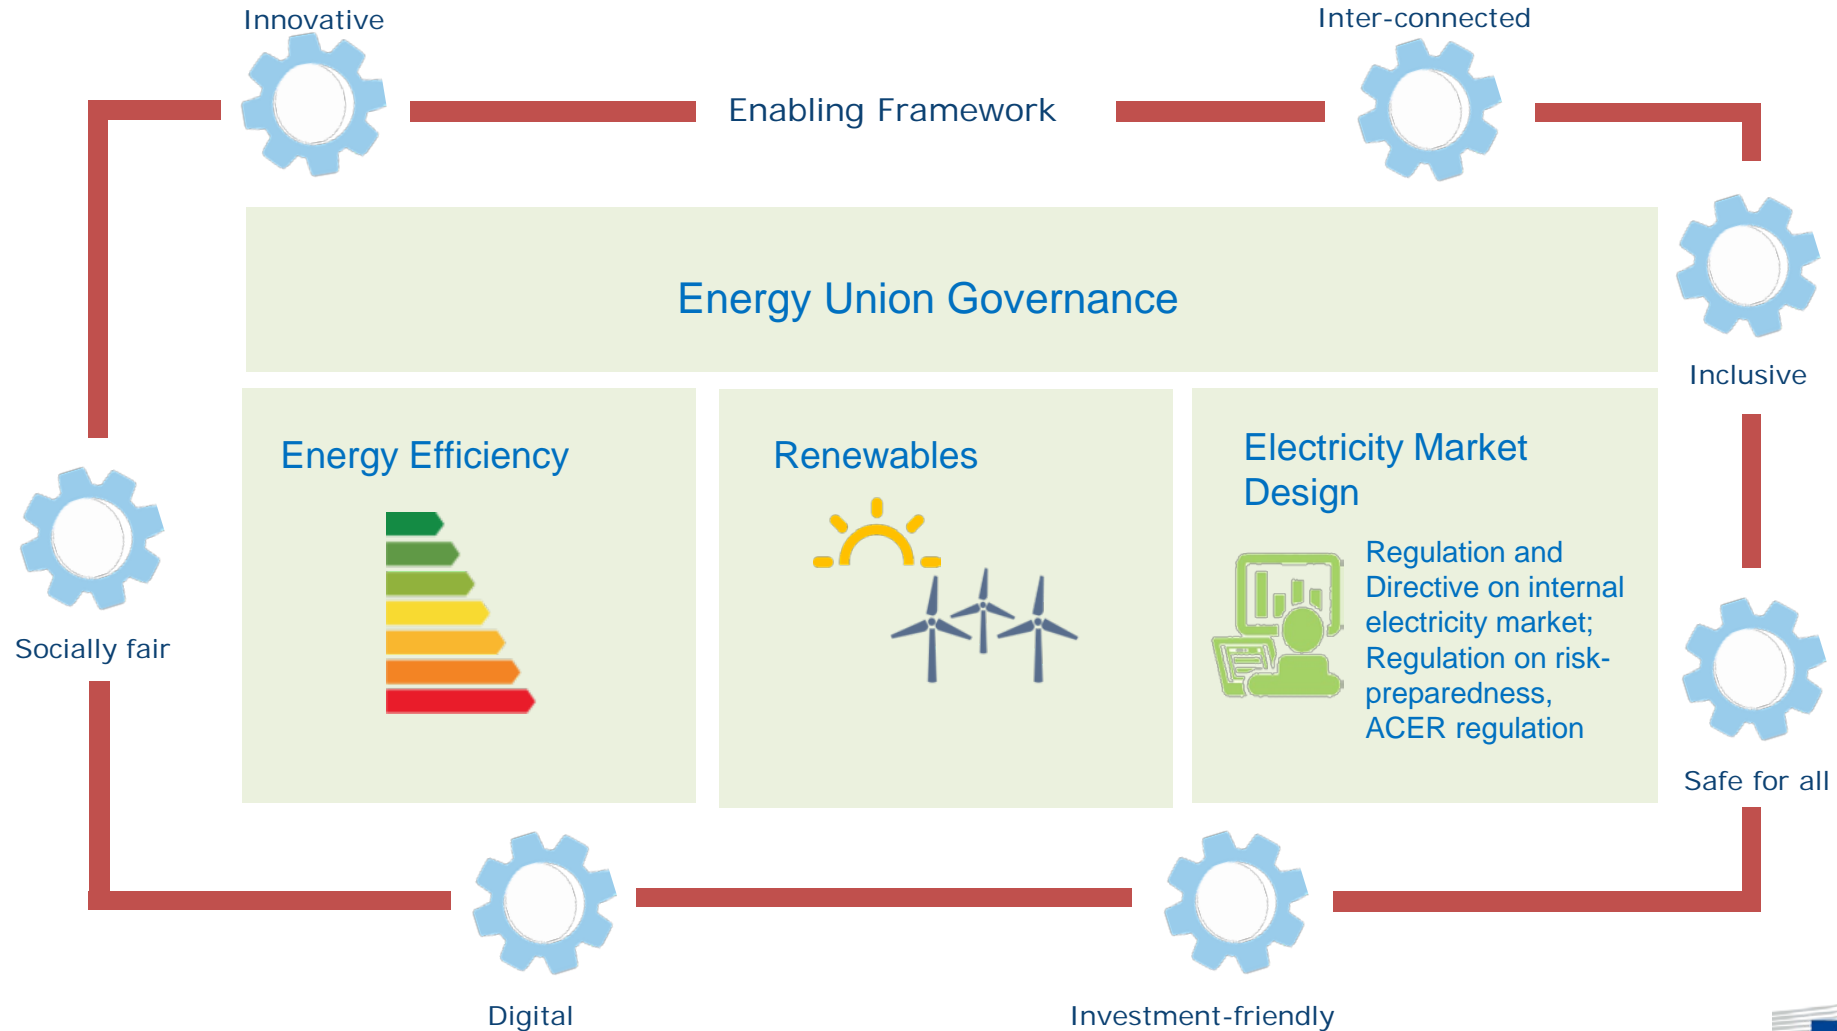 Innovative
Inter-connected
Enabling Framework
Energy Union Governance
Inclusive
Energy Efficiency
Renewables
Electricity Market
Design
Regulation and
Directive on internal
electricity market;
Regulation on risk-
preparedness,
ACER regulation
Socially fair
Safe for all
Digital
Investment-friendly